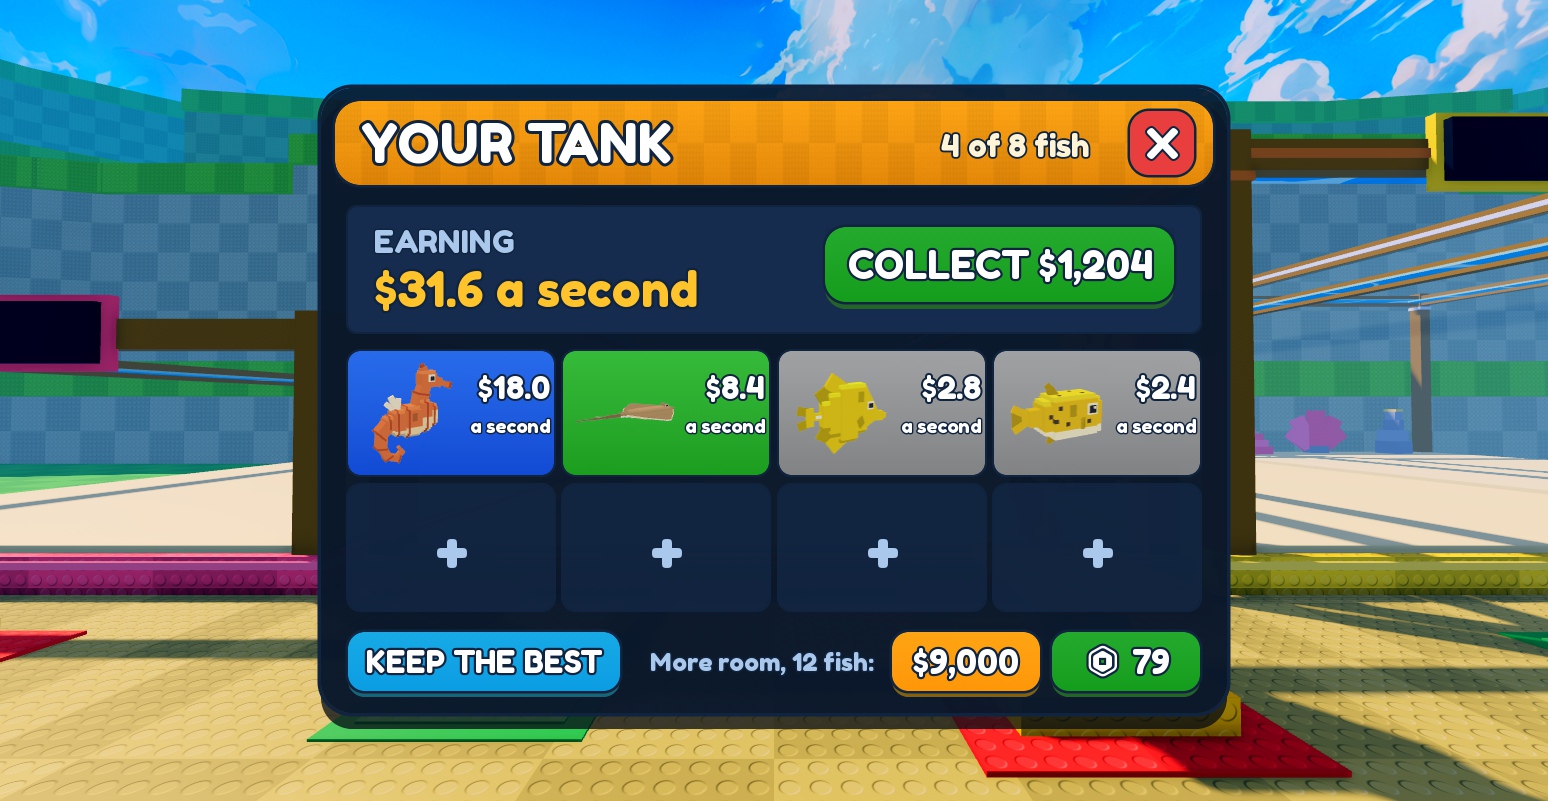 YOUR TANK
4 of 8 fish
EARNING
$31.6 a second
COLLECT $1,204
$18.0
a second
$8.4
a second
$2.8
a second
$2.4
a second
KEEP THE BEST
More room, 12 fish:
$9,000
79